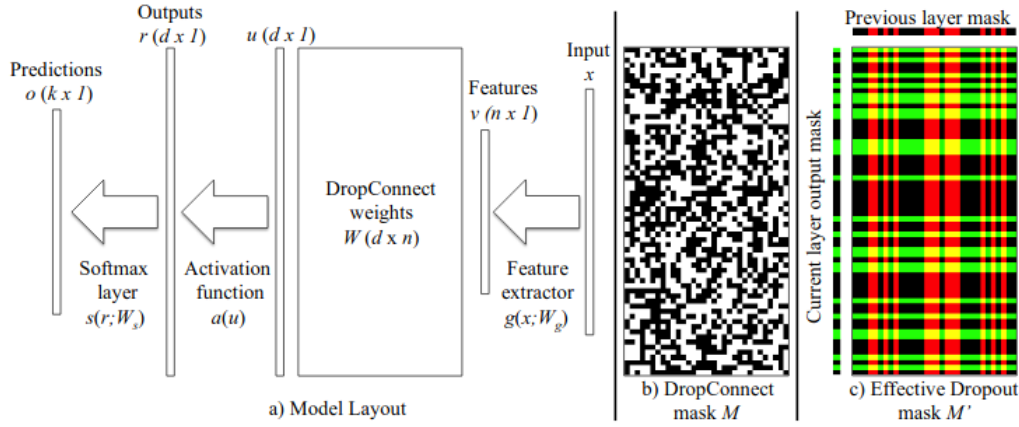 Predictions
o (k x 1)
Outputs
r (d x 1)
u (d x 1)
Features
v (n x 1)
Input
x
DropConnect
weights
W (d x n)
Softmax
layer
s(r;Wₛ)
Activation
function
a(u)
Feature
extractor
g(x;W_g)
a) Model Layout
b) DropConnect
mask M
Previous layer mask
Current layer output mask
c) Effective Dropout
mask M'